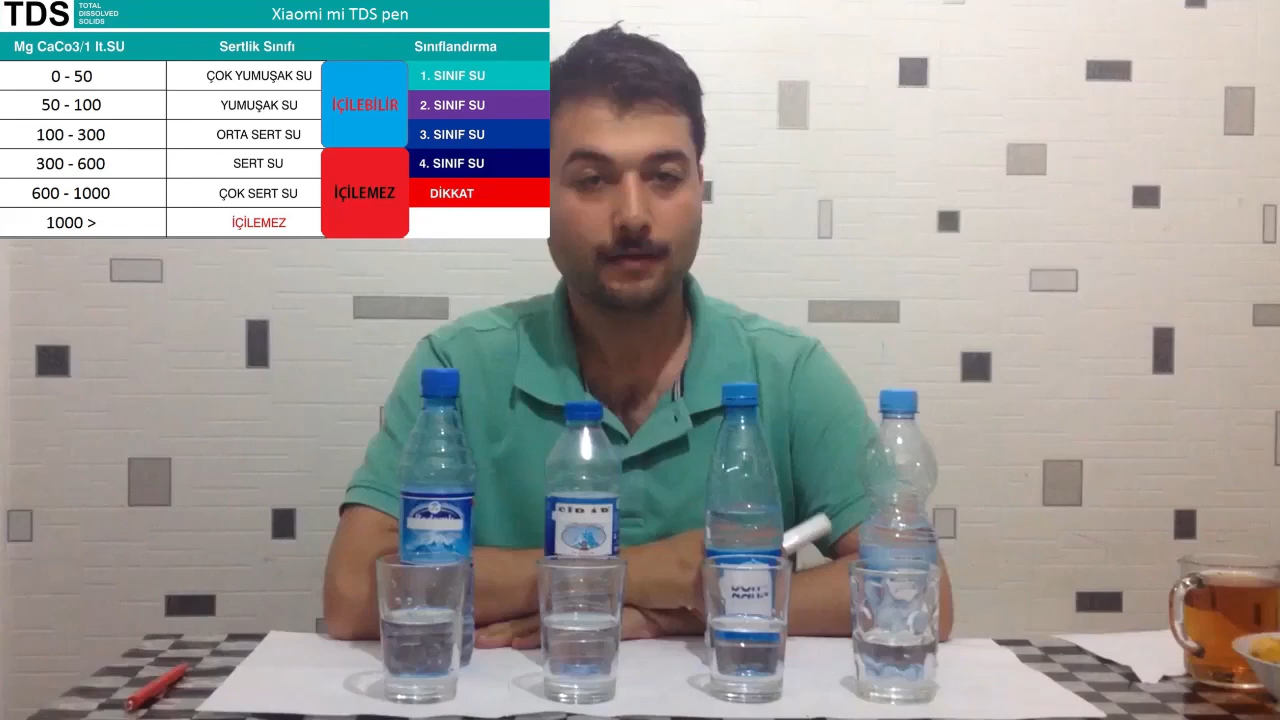 TDS TOTAL DISSOLVED SOLIDS Xiaomi mi TDS pen
Mg CaCo3/1 lt.SU Sertlik Sınıfı Sınıflandırma
0 - 50 ÇOK YUMUŞAK SU 1. SINIF SU
50 - 100 YUMUŞAK SU İÇİLEBİLİR 2. SINIF SU
100 - 300 ORTA SERT SU 3. SINIF SU
300 - 600 SERT SU 4. SINIF SU
600 - 1000 ÇOK SERT SU İÇİLEMEZ DİKKAT
1000 > İÇİLEMEZ